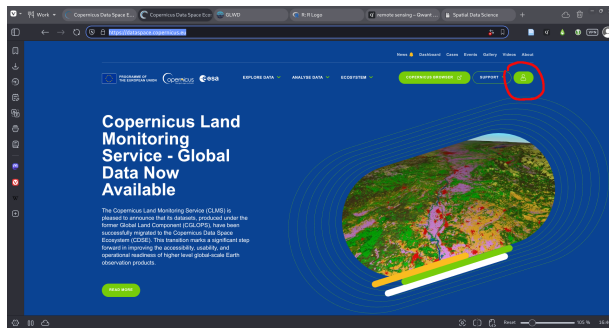 Work
Copernicus Data Space E...
Copernicus Data Space Eco
GLWD
R: R Logo
remote sensing – Qwant ...
Spatial Data Science
https://dataspace.copernicus.eu
VPN
News Dashboard Cases Events Gallery Videos About
PROGRAMME OF
THE EUROPEAN UNION
opernicus
esa
EXPLORE DATA
ANALYSE DATA
ECOSYSTEM
COPERNICUS BROWSER
SUPPORT
Copernicus Land
Monitoring
Service - Global
Data Now
Available
The Copernicus Land Monitoring Service (CLMS) is
pleased to announce that its datasets, produced under the
former Global Land Component (CGLOPS), have been
successfully migrated to the Copernicus Data Space
Ecosystem (CDSE). This transition marks a significant step
forward in improving the accessibility, usability, and
operational readiness of higher level global-scale Earth
observation products.
READ MORE
Reset
105 %